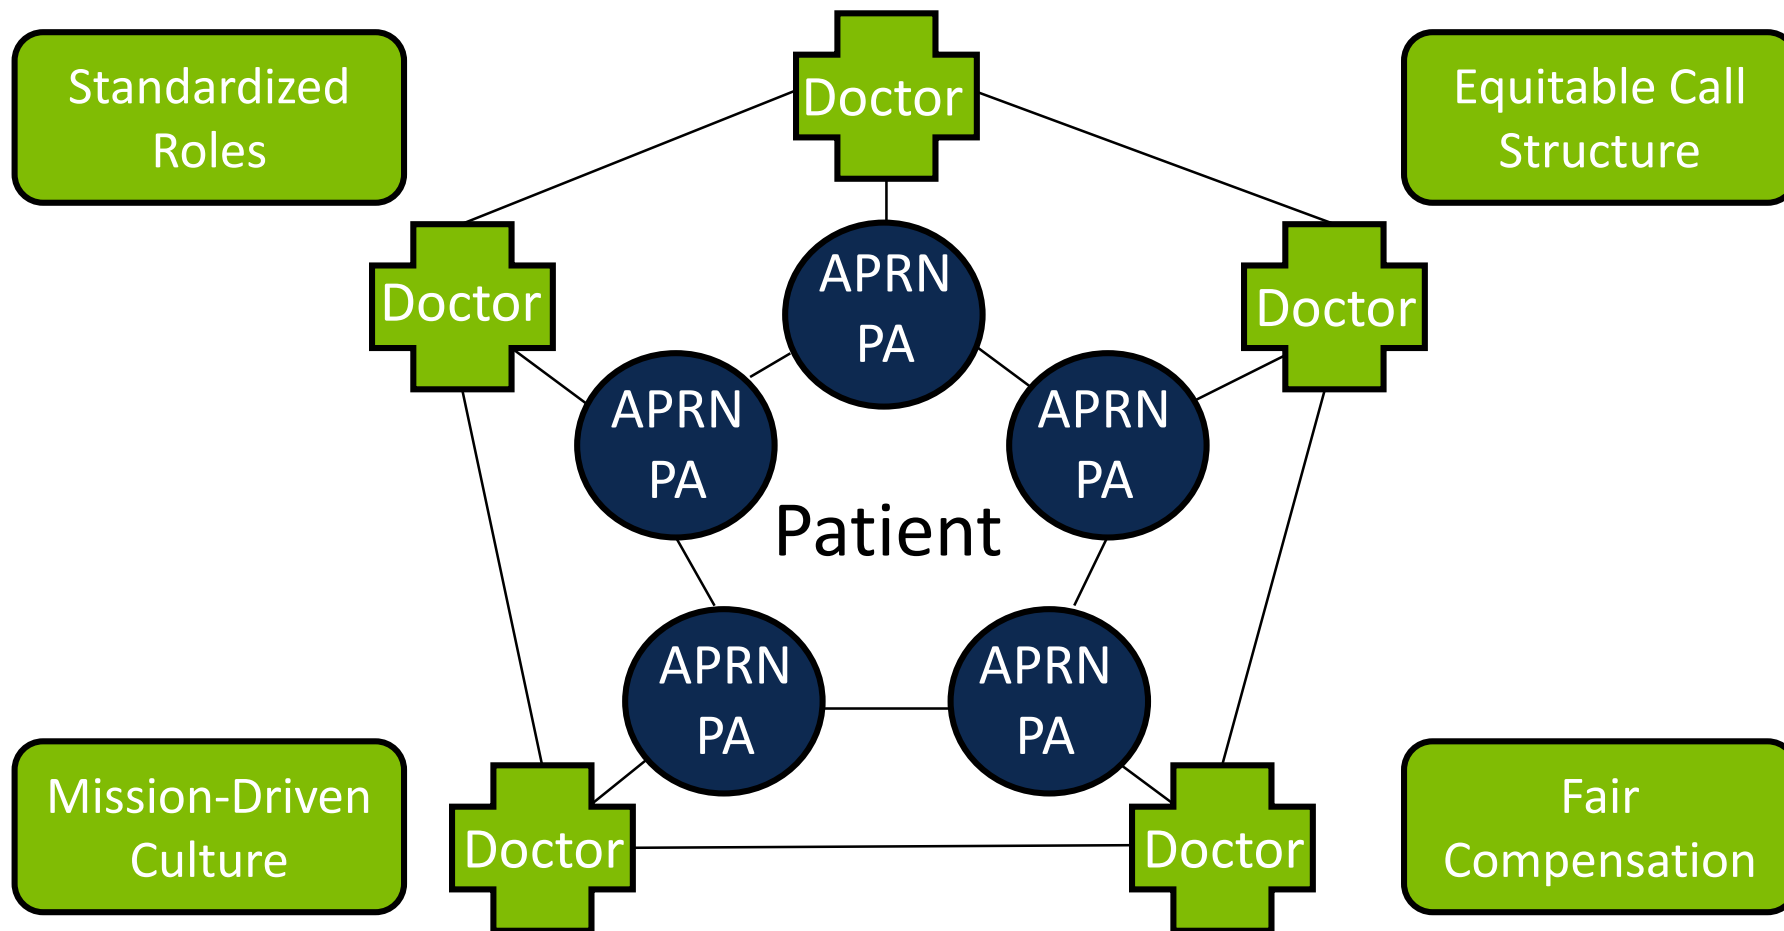 Standardized
Roles
Doctor
Equitable Call
Structure
Doctor
Doctor
APRN
PA
APRN
PA
APRN
PA
Patient
APRN
PA
APRN
PA
Mission-Driven
Culture
Doctor
Doctor
Fair
Compensation